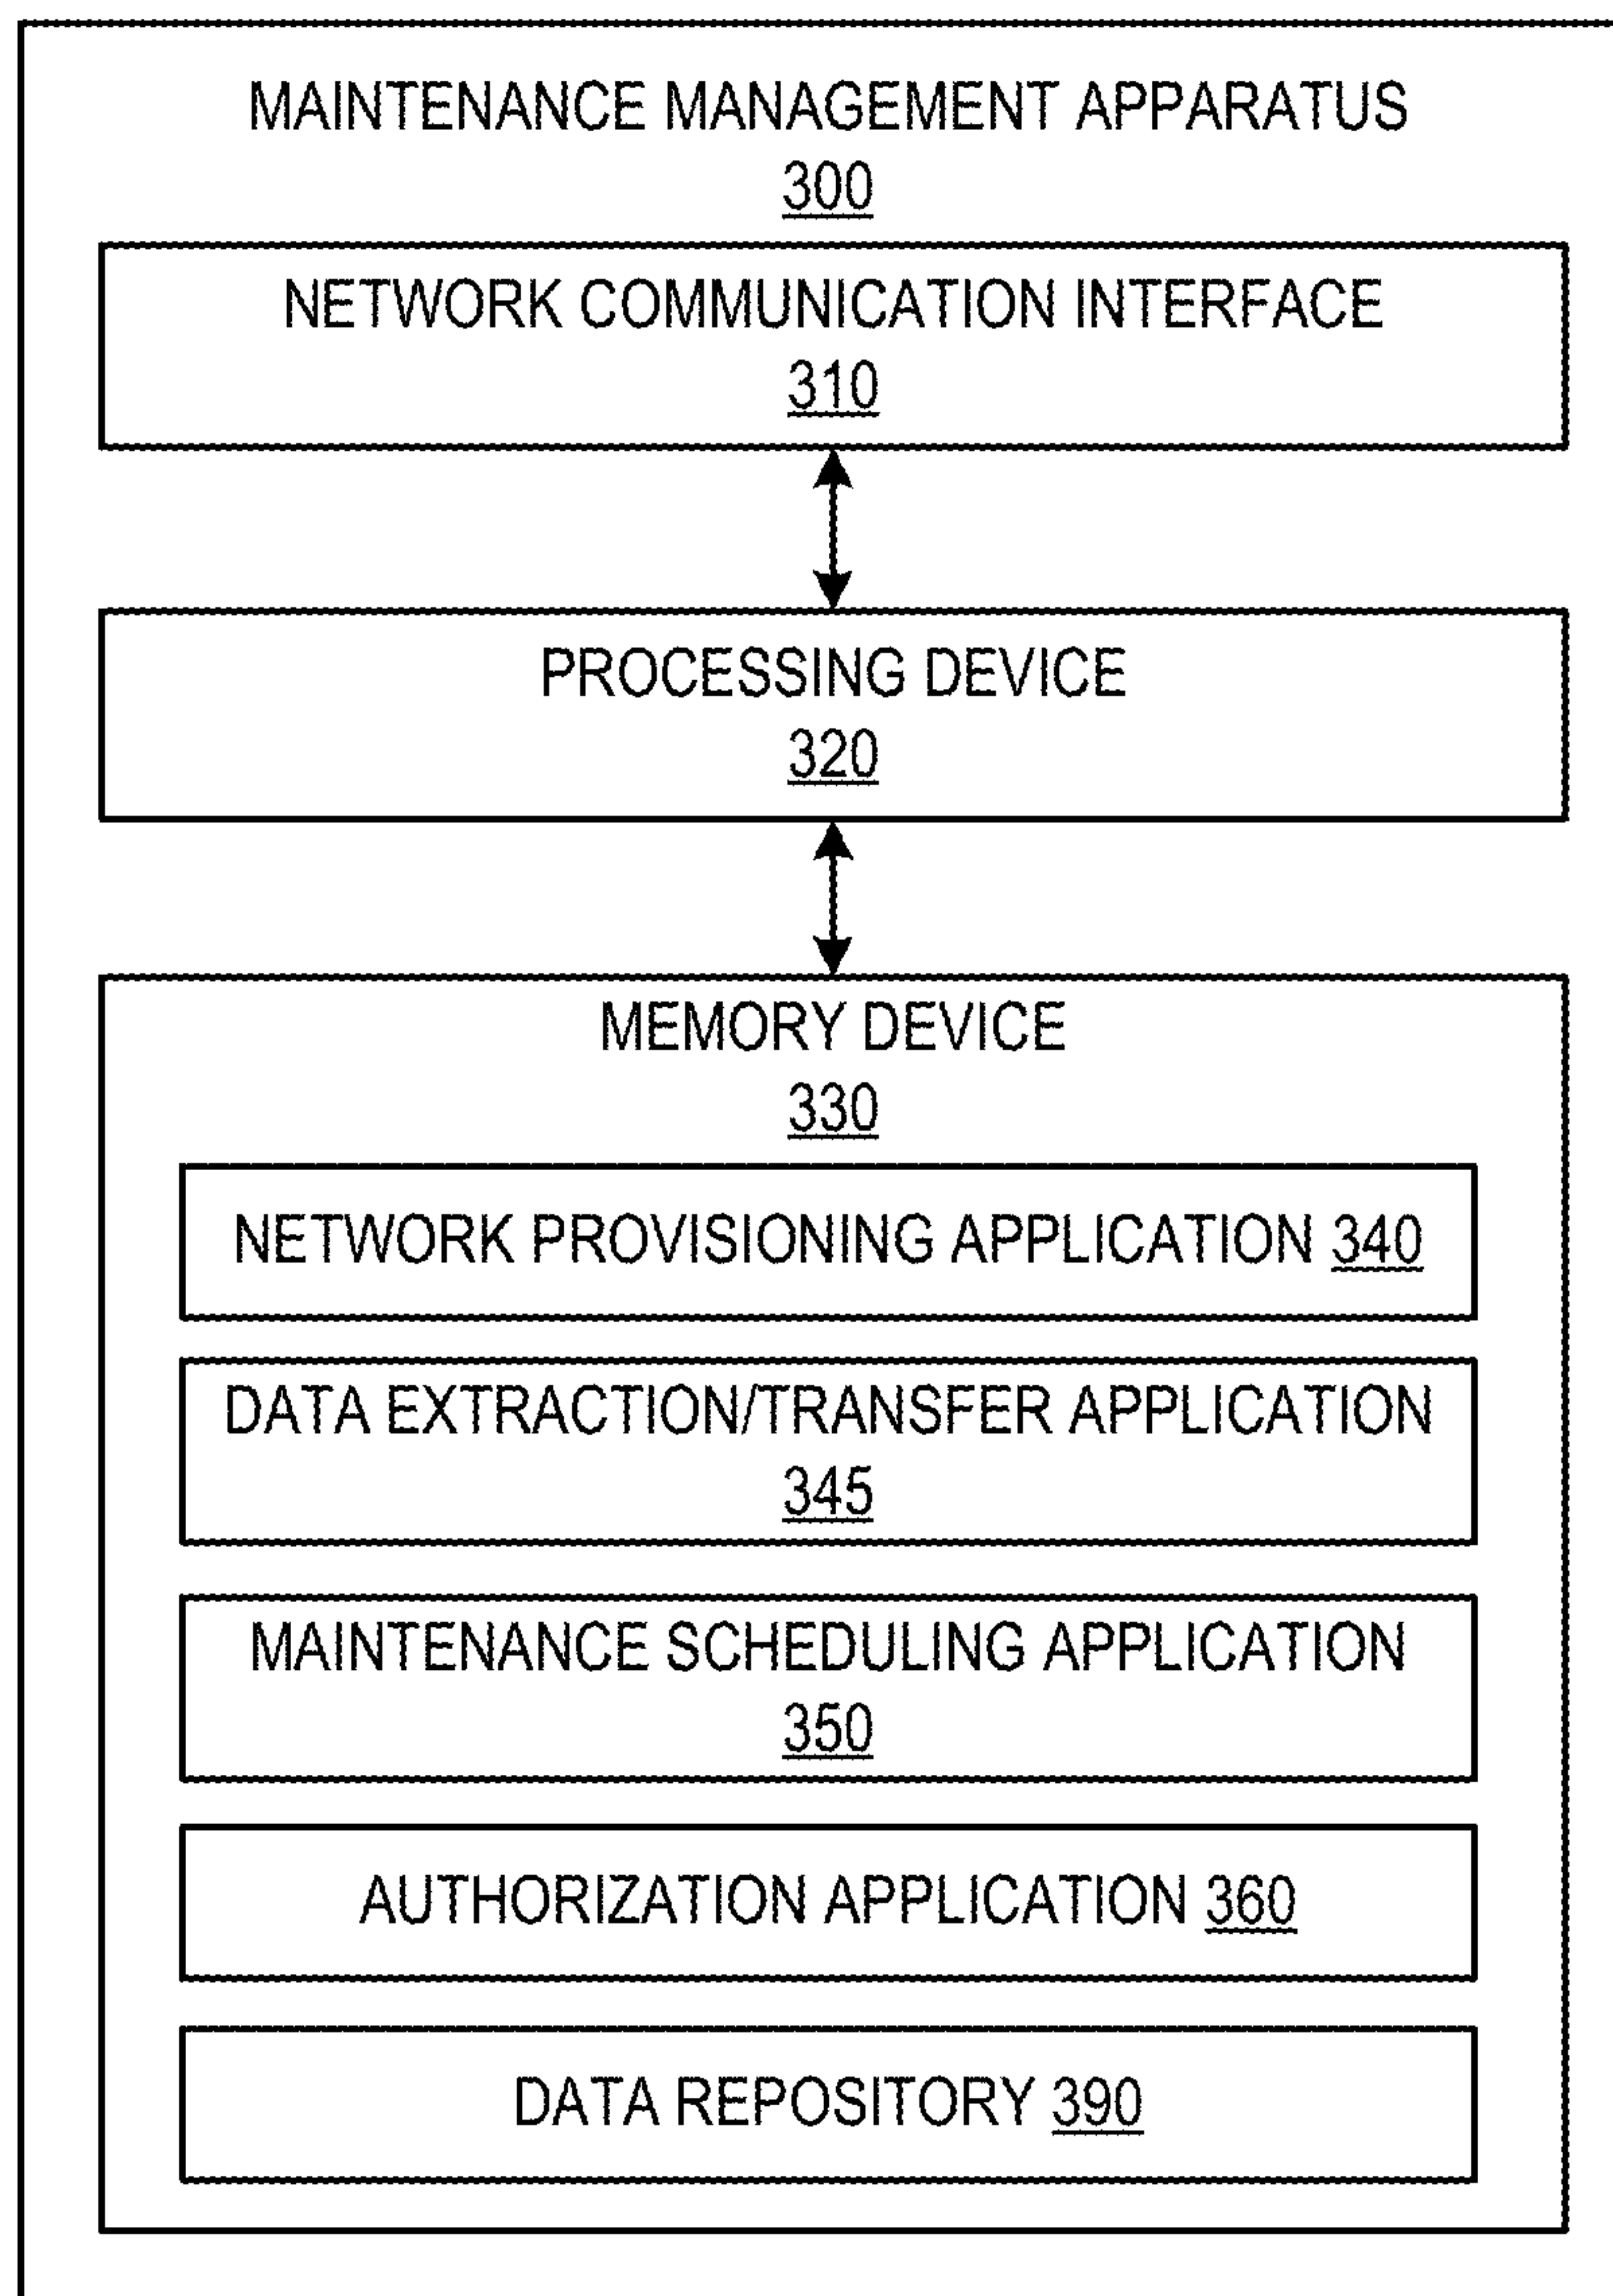 MAINTENANCE MANAGEMENT APPARATUS
300
NETWORK COMMUNICATION INTERFACE
310
PROCESSING DEVICE
320
MEMORY DEVICE
330
NETWORK PROVISIONING APPLICATION 340
DATA EXTRACTION/TRANSFER APPLICATION
345
MAINTENANCE SCHEDULING APPLICATION
350
AUTHORIZATION APPLICATION 360
DATA REPOSITORY 390